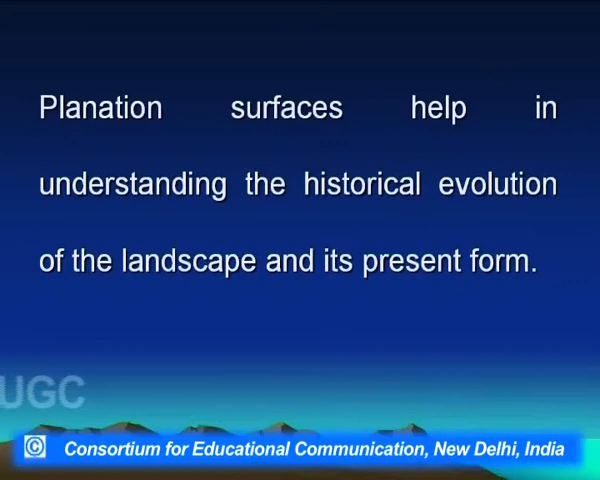 Planation surfaces help in
understanding the historical evolution
of the landscape and its present form.
UGC
© Consortium for Educational Communication, New Delhi, India